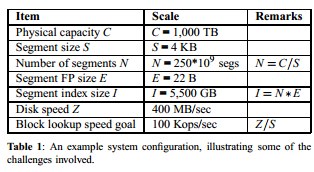 Item Scale Remarks
Physical capacity C C = 1,000 TB
Segment size S S = 4 KB
Number of segments N N = 250*10⁹ segs N = C/S
Segment FP size E E = 22 B
Segment index size I I = 5,500 GB I = N*E
Disk speed Z 400 MB/sec
Block lookup speed goal 100 Kops/sec Z/S
Table 1: An example system configuration, illustrating some of the
challenges involved.